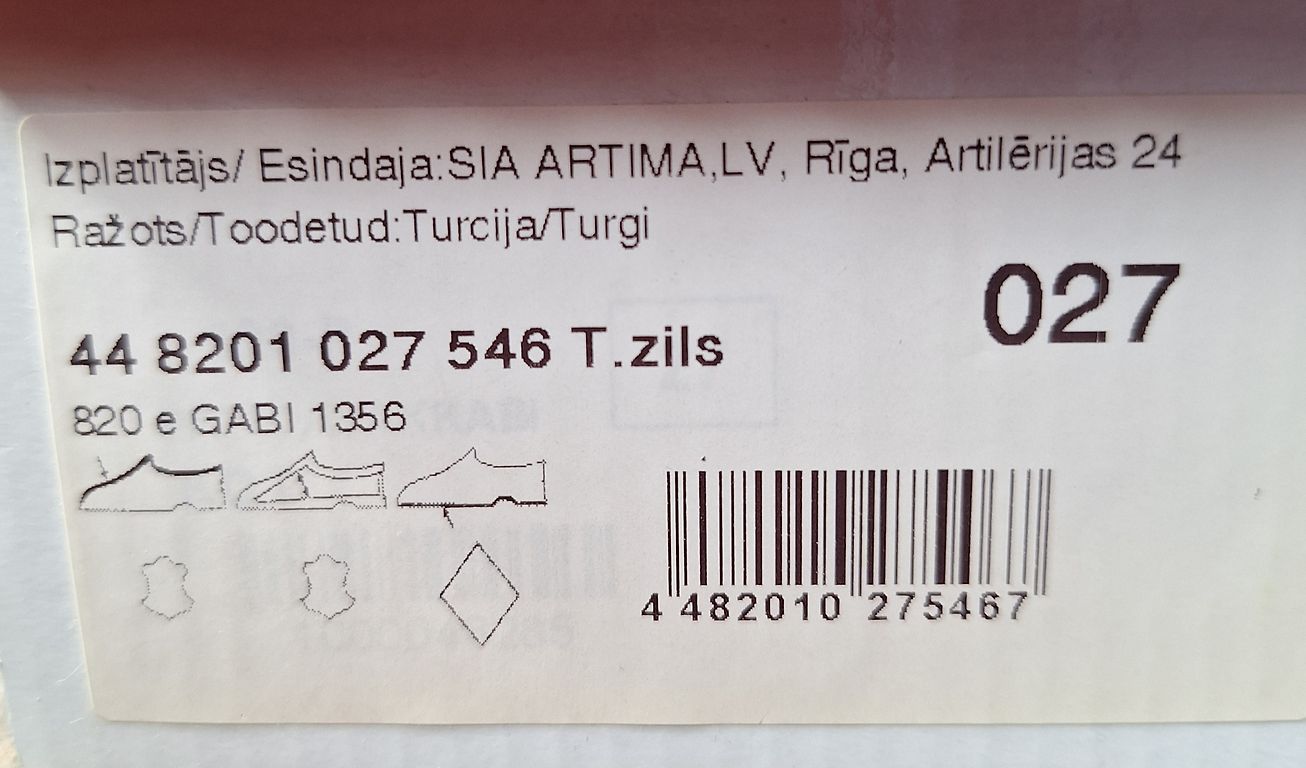 Izplatītājs/ Esindaja:SIA ARTIMA,LV, Rīga, Artilērijas 24
Ražots/Toodetud:Turcija/Turgi
027
44 8201 027 546 T.zils
820 e GABI 1356
4 482010 275467